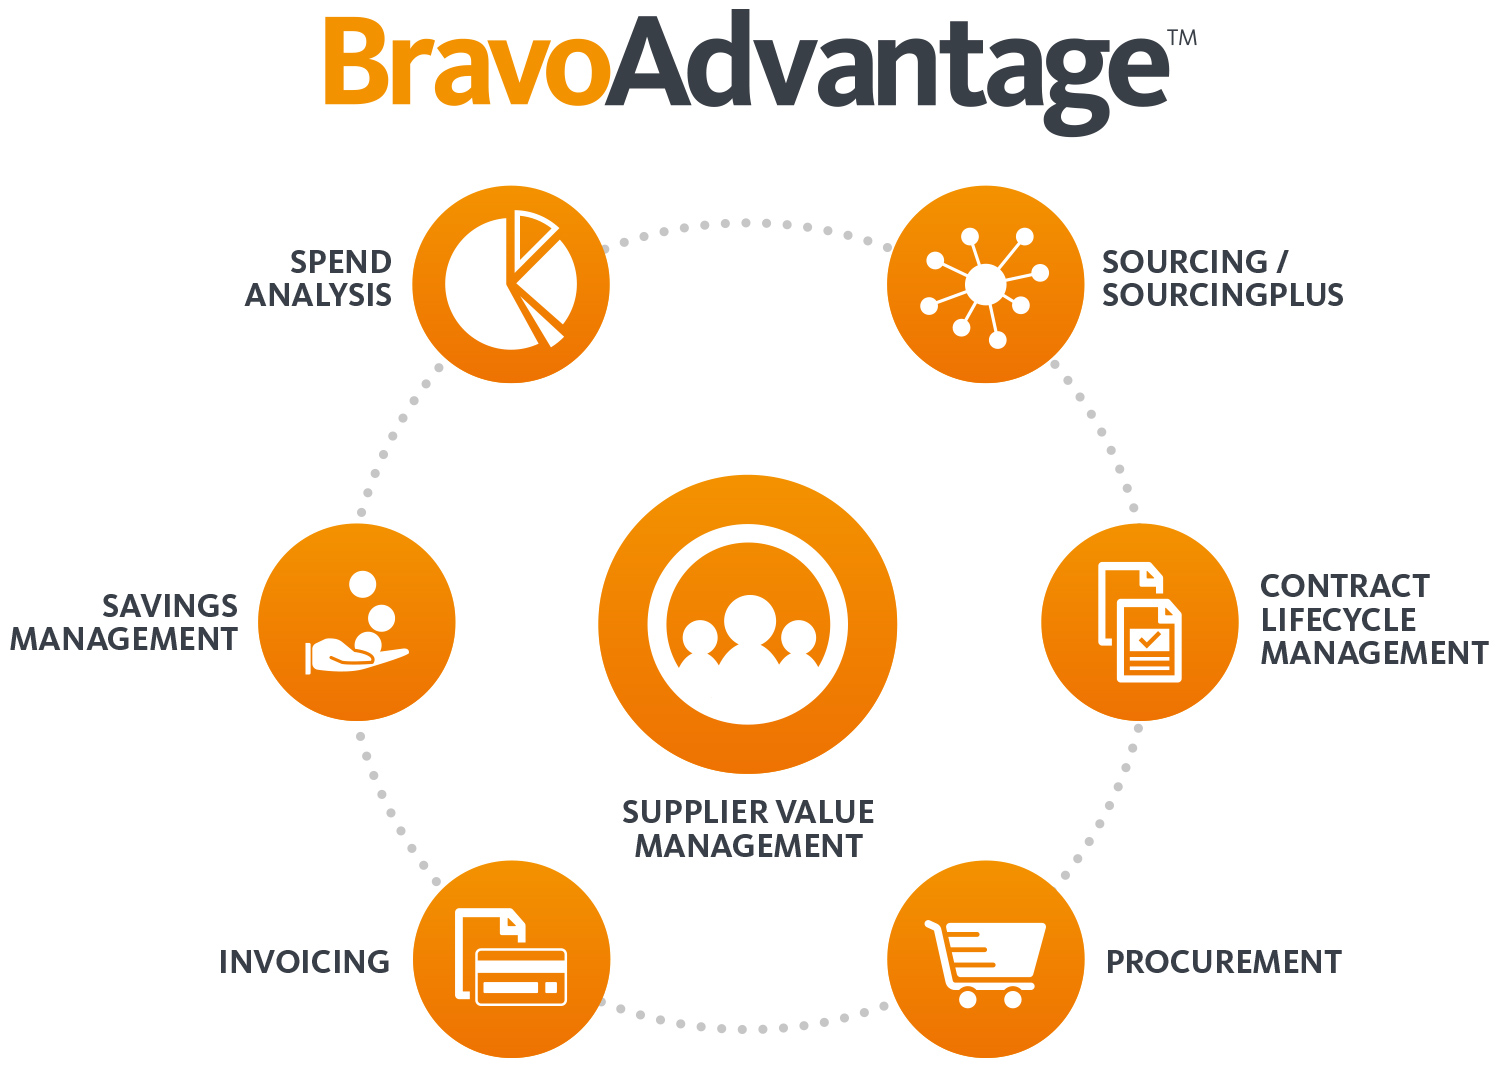 BravoAdvantage™
SPEND
ANALYSIS
SOURCING /
SOURCINGPLUS
SAVINGS
MANAGEMENT
CONTRACT
LIFECYCLE
MANAGEMENT
SUPPLIER VALUE
MANAGEMENT
INVOICING
PROCUREMENT